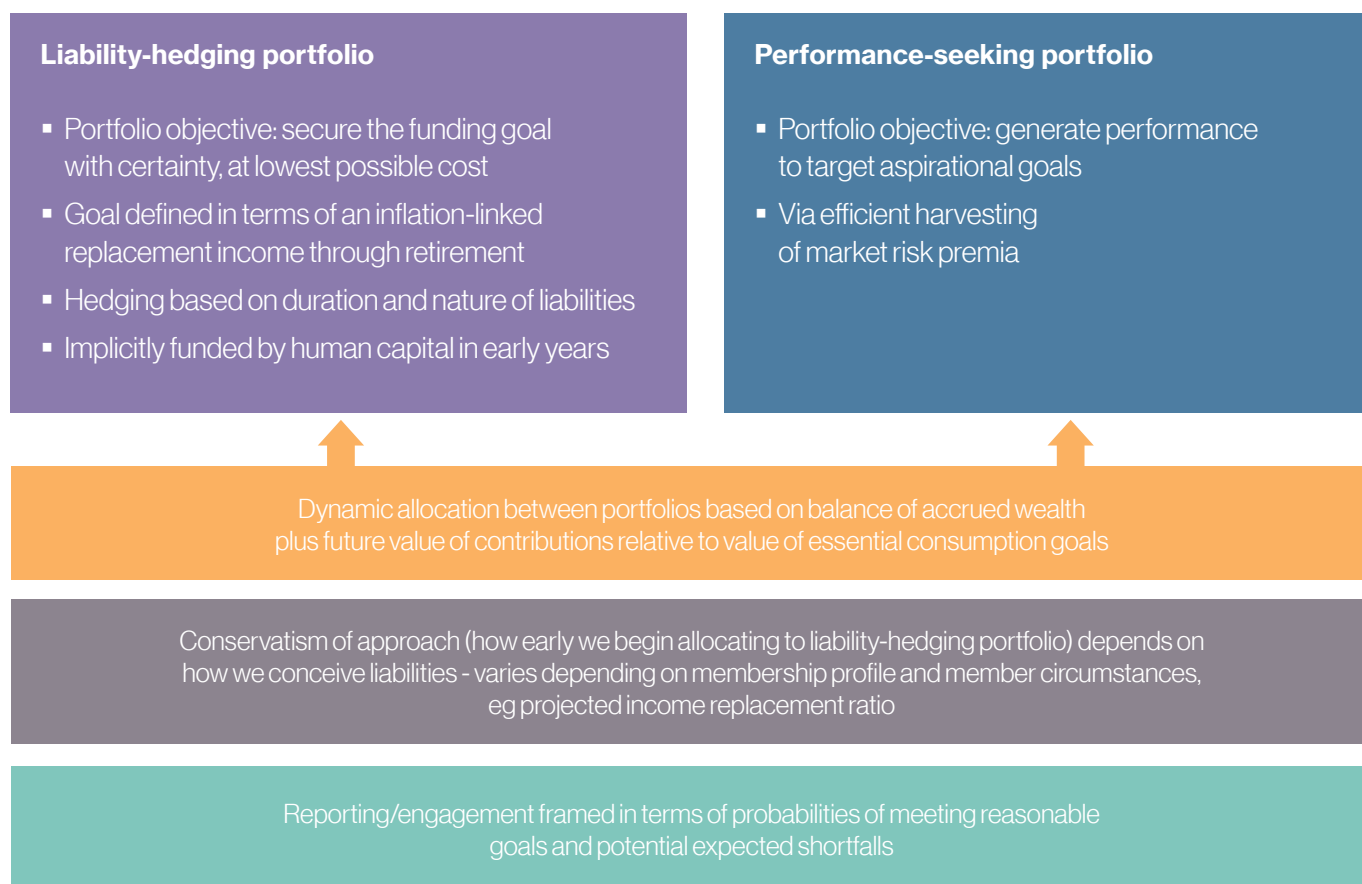 Liability-hedging portfolio
▪ Portfolio objective: secure the funding goal
with certainty, at lowest possible cost
▪ Goal defined in terms of an inflation-linked
replacement income through retirement
▪ Hedging based on duration and nature of liabilities
▪ Implicitly funded by human capital in early years
Performance-seeking portfolio
▪ Portfolio objective: generate performance
to target aspirational goals
▪ Via efficient harvesting
of market risk premia
Dynamic allocation between portfolios based on balance of accrued wealth
plus future value of contributions relative to value of essential consumption goals
Conservatism of approach (how early we begin allocating to liability-hedging portfolio) depends on
how we conceive liabilities - varies depending on membership profile and member circumstances,
eg projected income replacement ratio
Reporting/engagement framed in terms of probabilities of meeting reasonable
goals and potential expected shortfalls